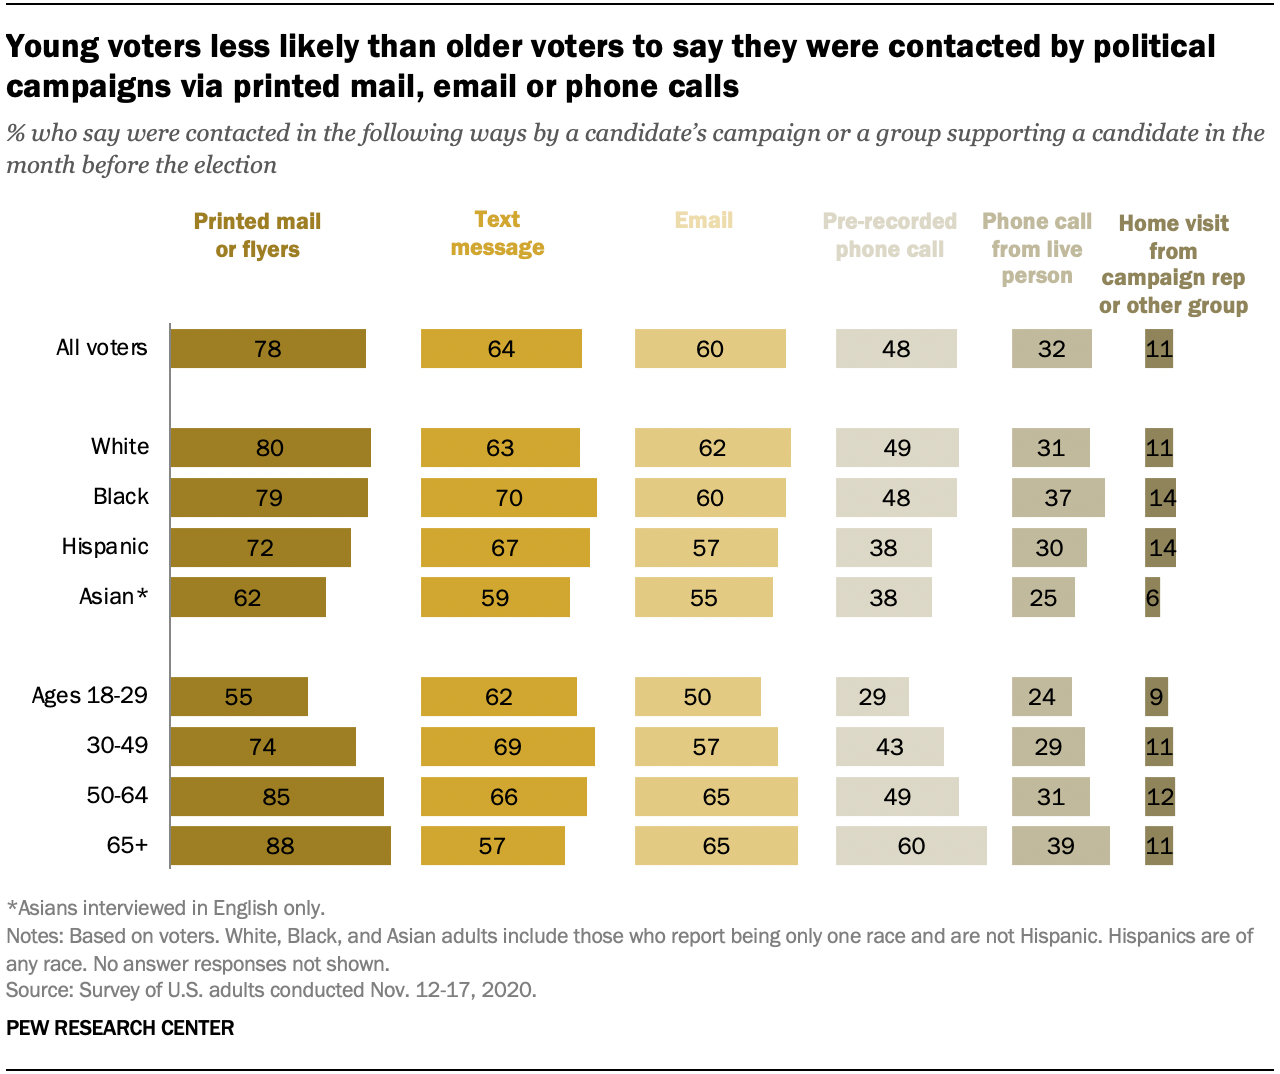 Young voters less likely than older voters to say they were contacted by political
campaigns via printed mail, email or phone calls
% who say were contacted in the following ways by a candidate's campaign or a group supporting a candidate in the
month before the election
Printed mail
or flyers
Text
message
Email
Pre-recorded
phone call
Phone call
from live
person
Home visit
from
campaign rep
or other group
All voters 78 64 60 48 32 11
White 80 63 62 49 31 11
Black 79 70 60 48 37 14
Hispanic 72 67 57 38 30 14
Asian* 62 59 55 38 25 6
Ages 18-29 55 62 50 29 24 9
30-49 74 69 57 43 29 11
50-64 85 66 65 49 31 12
65+ 88 57 65 60 39 11
*Asians interviewed in English only.
Notes: Based on voters. White, Black, and Asian adults include those who report being only one race and are not Hispanic. Hispanics are of
any race. No answer responses not shown.
Source: Survey of U.S. adults conducted Nov. 12-17, 2020.
PEW RESEARCH CENTER